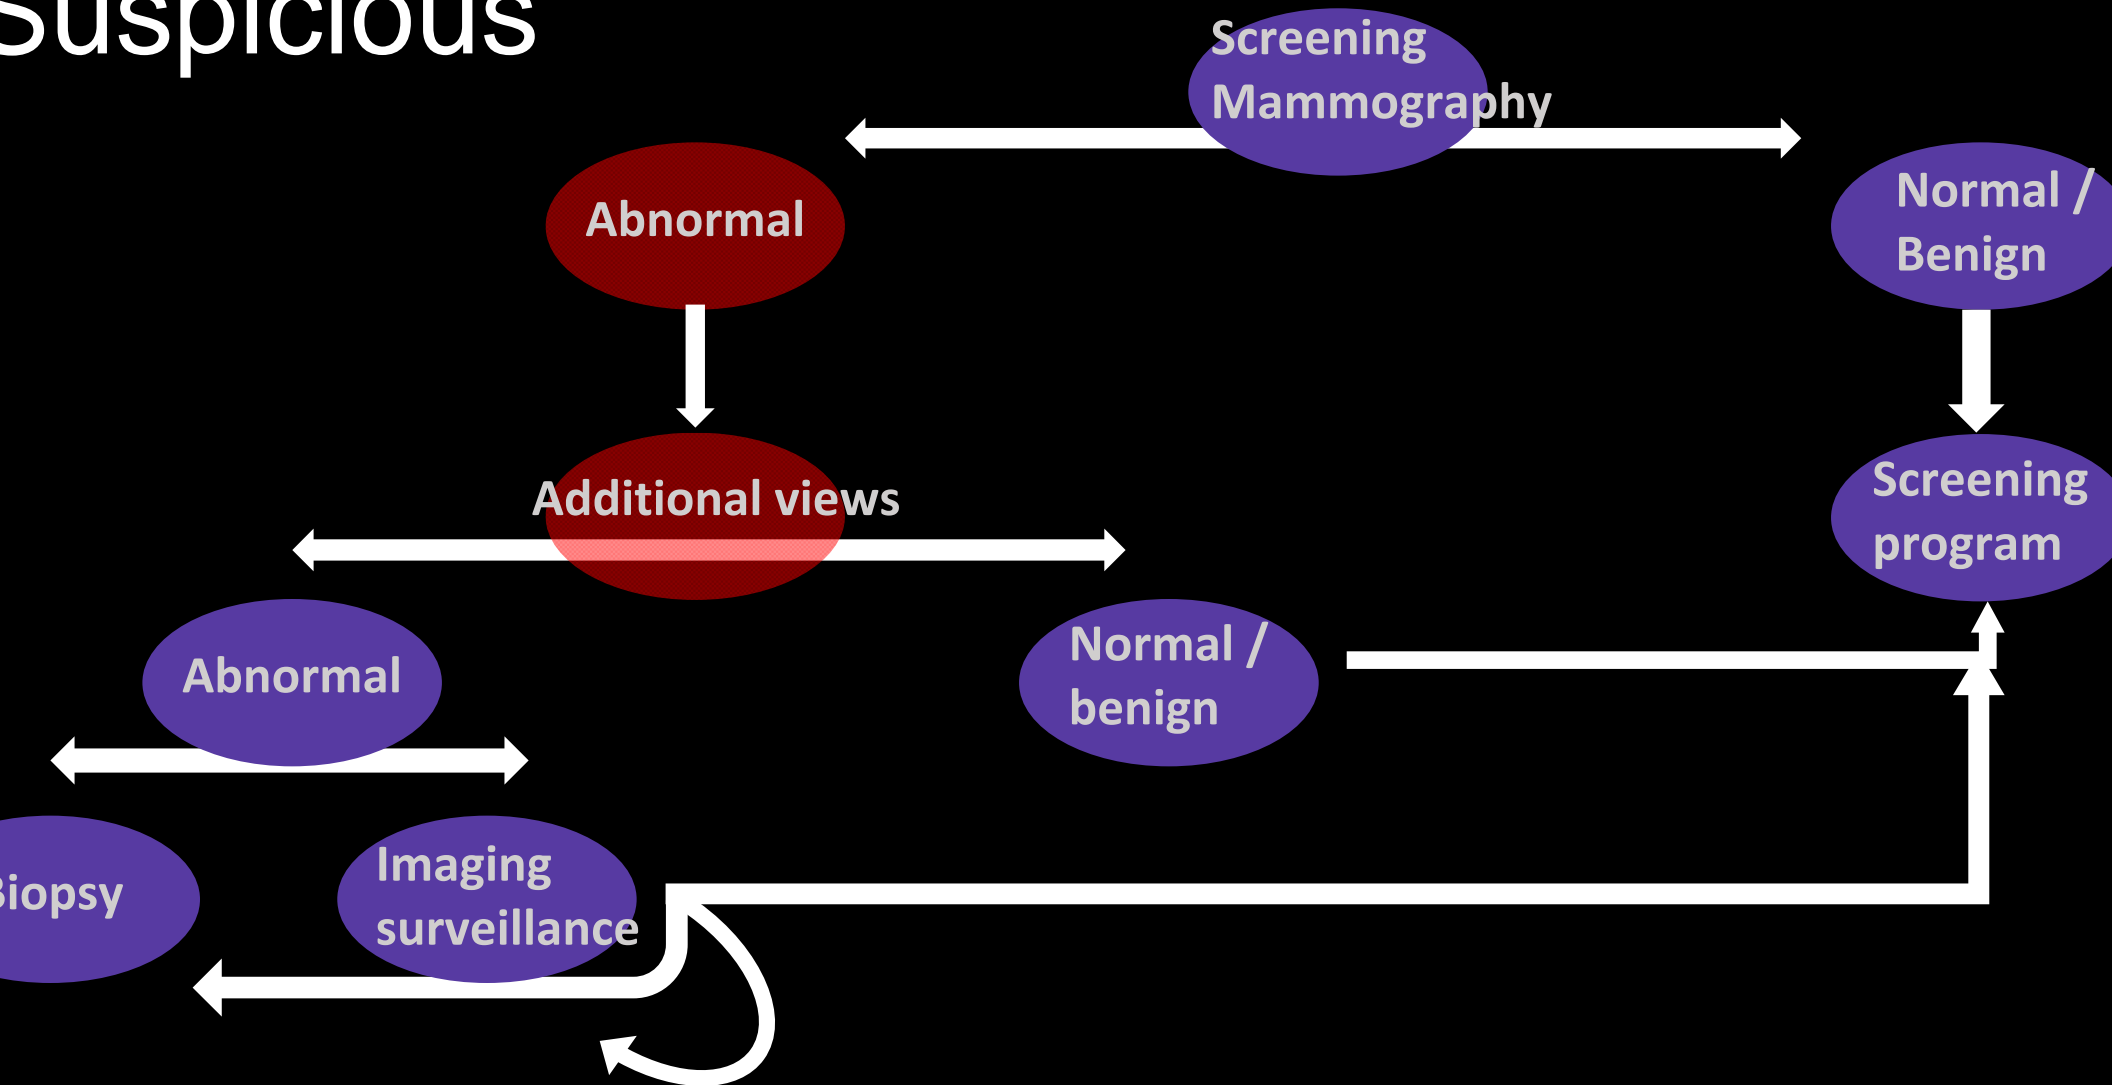 Suspicious
Screening
Mammography
Abnormal
Normal /
Benign
Additional views
Screening
program
Abnormal
Normal /
benign
Biopsy
Imaging
surveillance